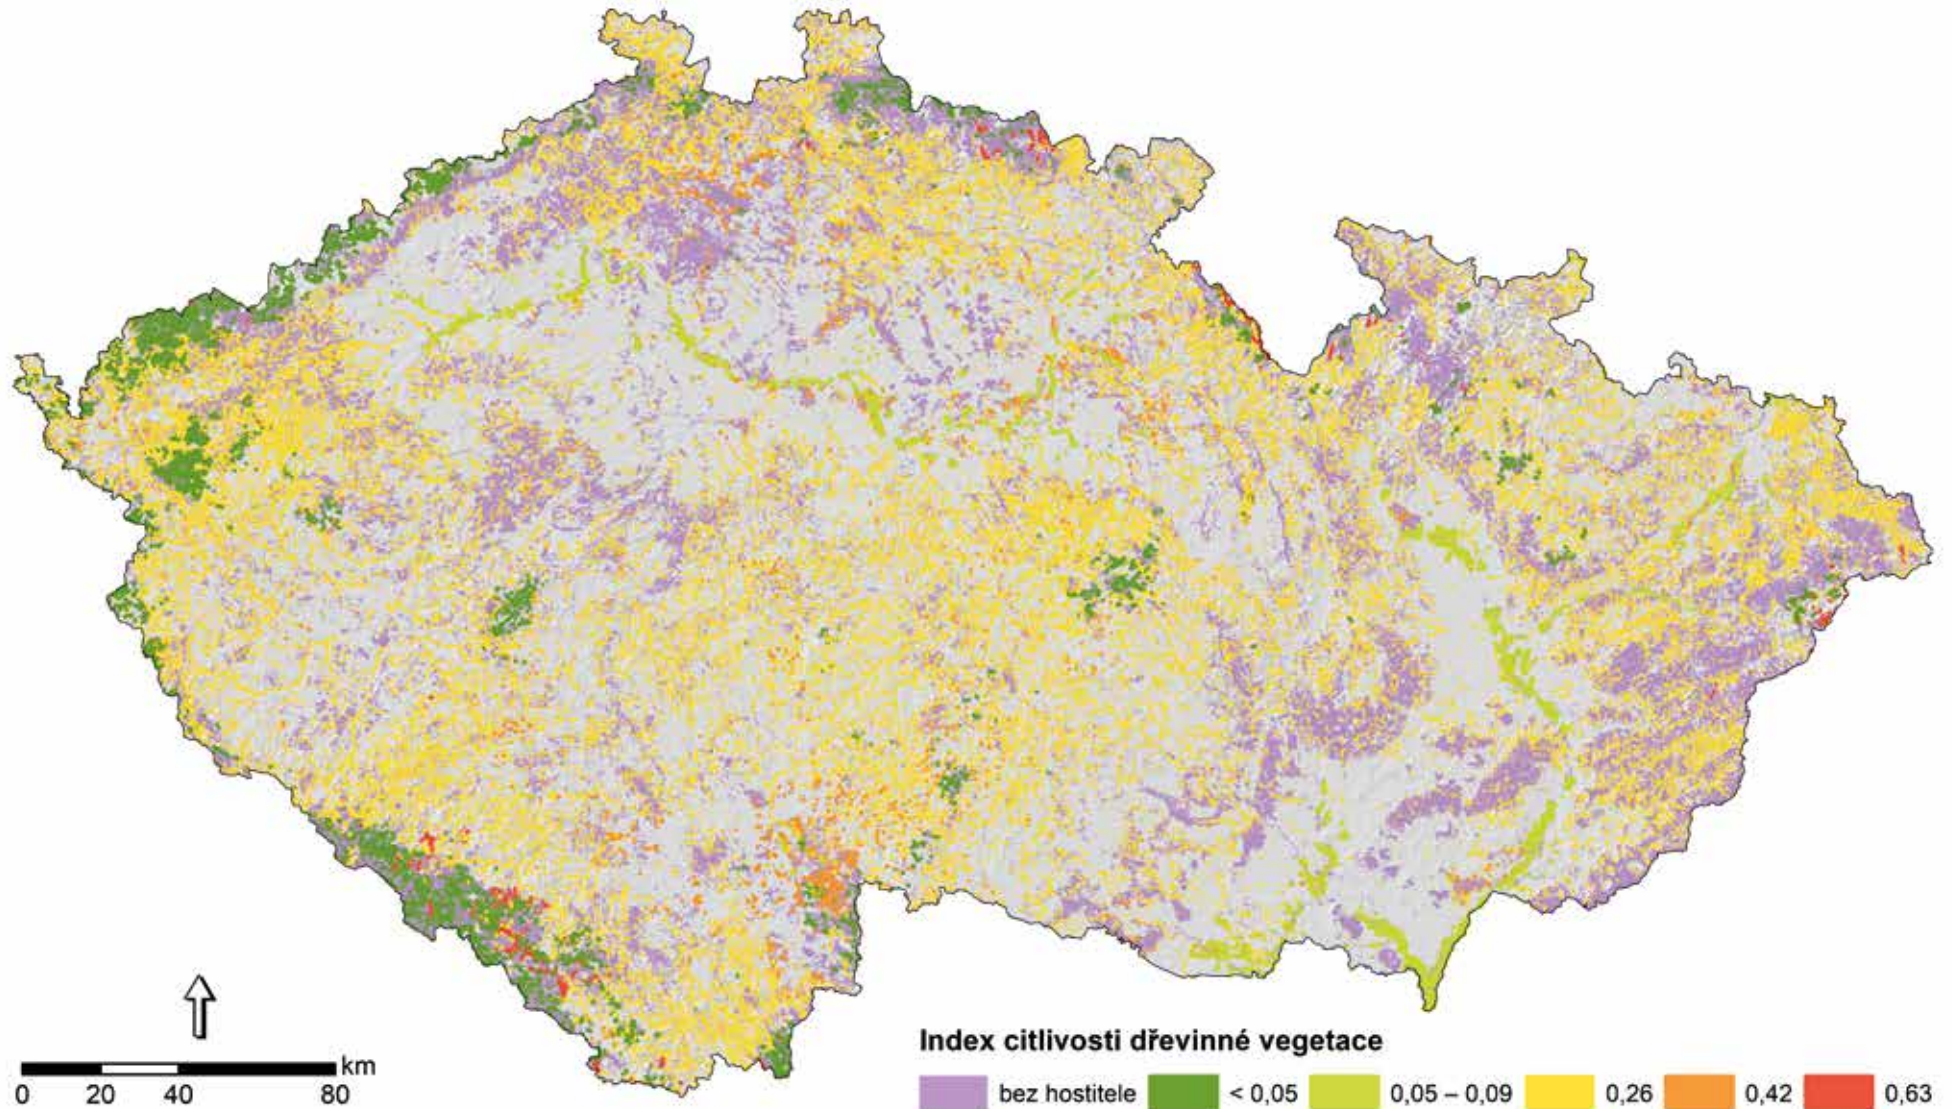 km
0 20 40 80
Index citlivosti dřevinné vegetace
bez hostitele < 0,05 0,05 – 0,09 0,26 0,42 0,63